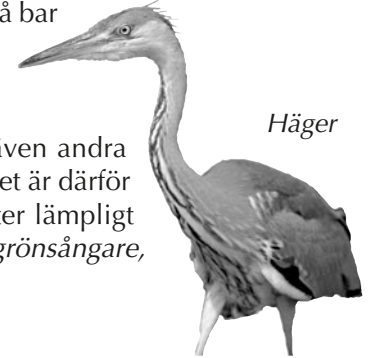 å bar
Häger
även andra
et är därför
er lämpligt
grönsångare,